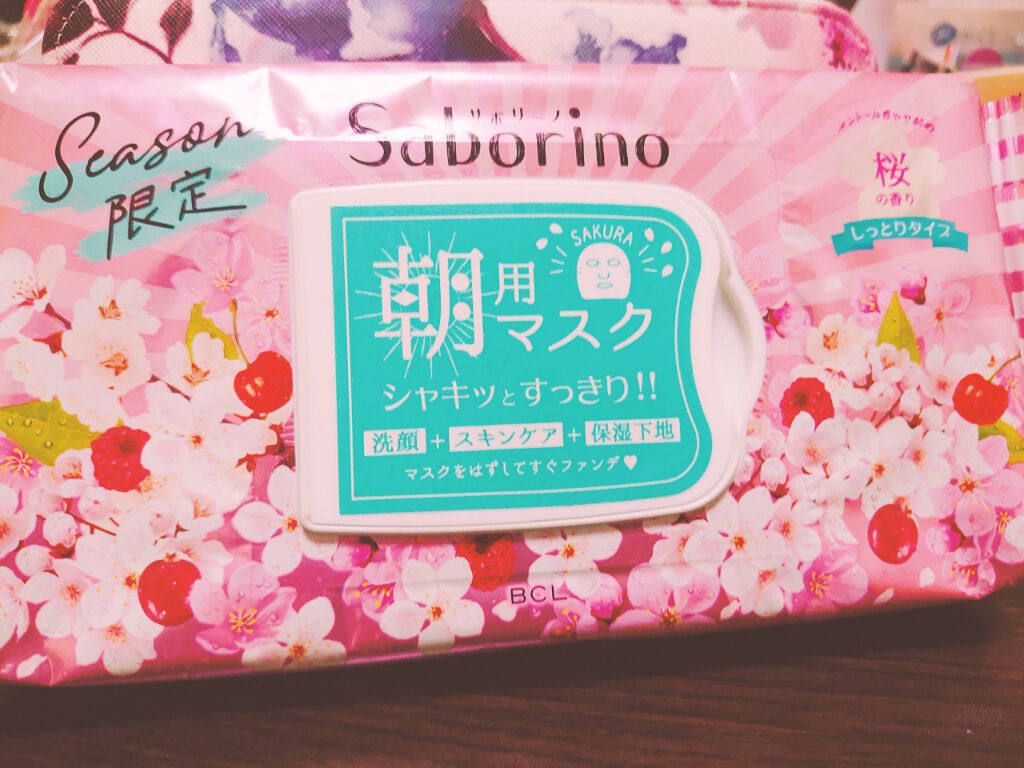 Season
限定
サボリーノ
Saborino
桜
の香り
しっとりタイプ
SAKURA
朝用
マスク
シャキッとすっきり!!
洗顔+スキンケア+保湿下地
マスクをはずしてすぐファンデ♥
BCL